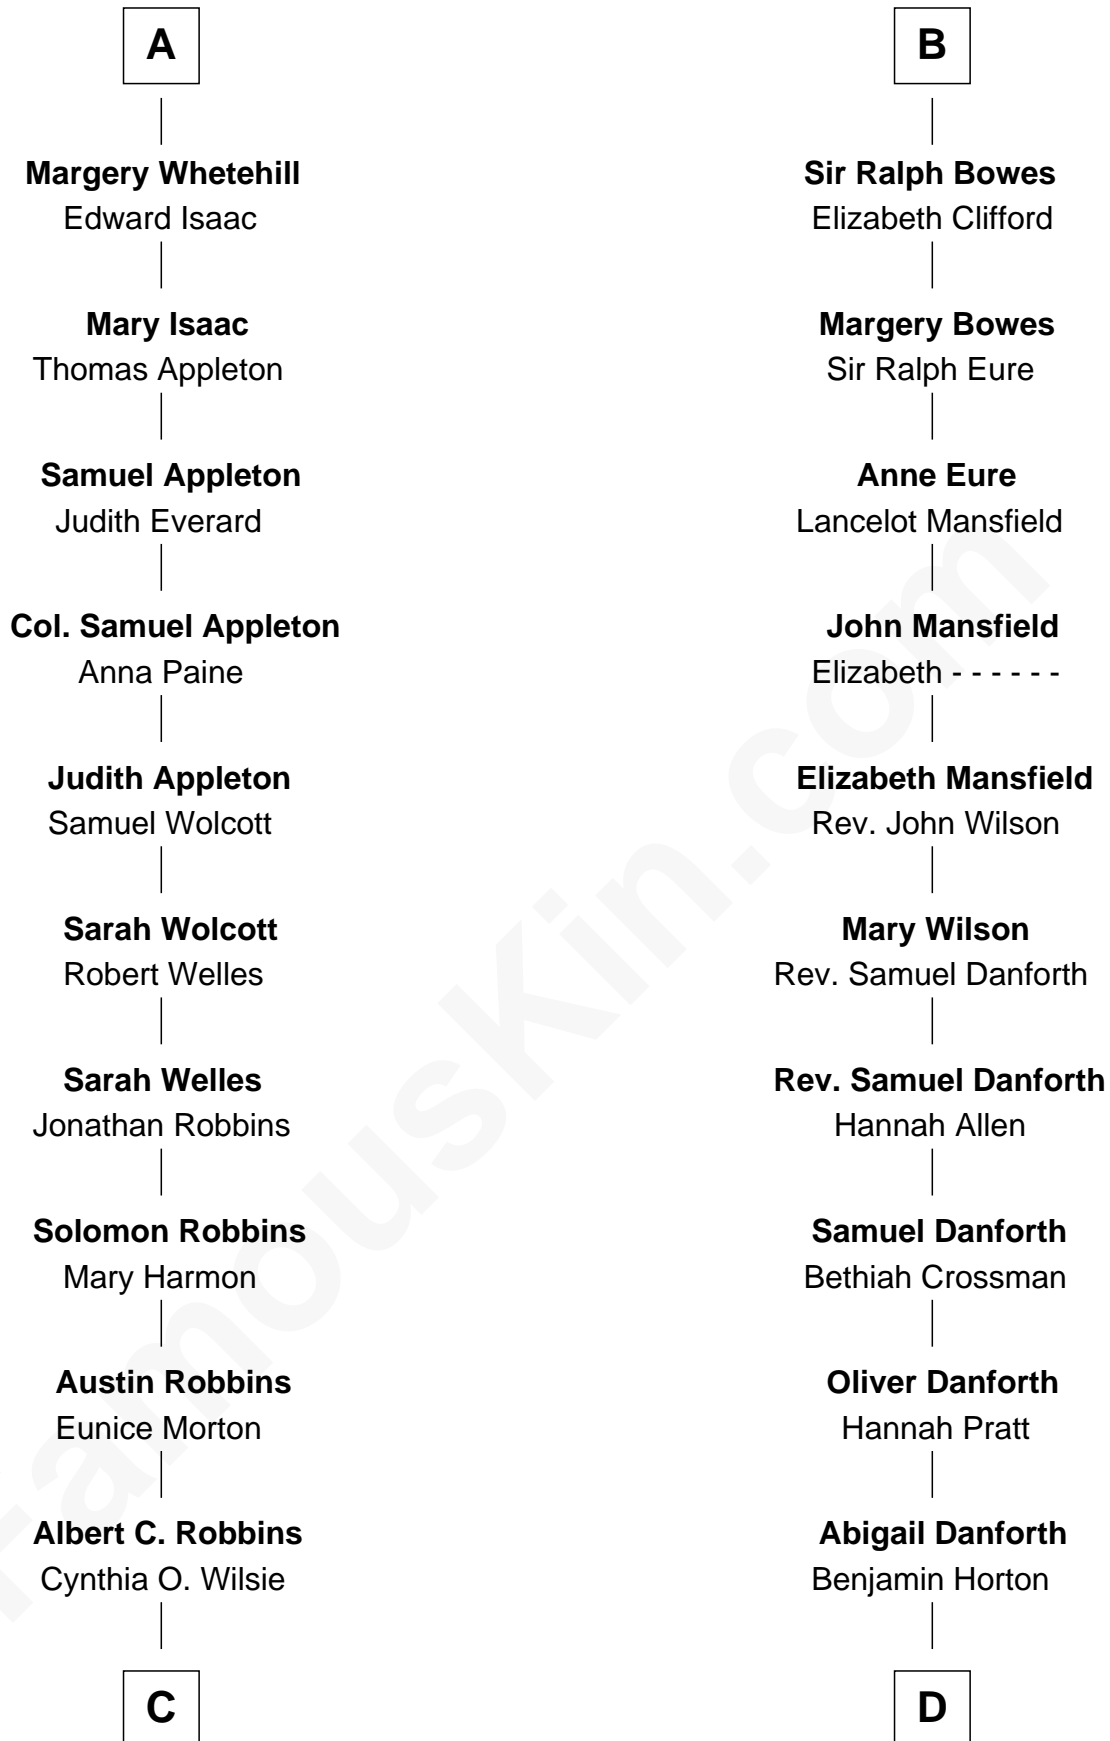 A
Margery Whetehill
Edward Isaac
Mary Isaac
Thomas Appleton
Samuel Appleton
Judith Everard
Col. Samuel Appleton
Anna Paine
Judith Appleton
Samuel Wolcott
Sarah Wolcott
Robert Welles
Sarah Welles
Jonathan Robbins
Solomon Robbins
Mary Harmon
Austin Robbins
Eunice Morton
Albert C. Robbins
Cynthia O. Wilsie
C
B
Sir Ralph Bowes
Elizabeth Clifford
Margery Bowes
Sir Ralph Eure
Anne Eure
Lancelot Mansfield
John Mansfield
Elizabeth - - - - - -
Elizabeth Mansfield
Rev. John Wilson
Mary Wilson
Rev. Samuel Danforth
Rev. Samuel Danforth
Hannah Allen
Samuel Danforth
Bethiah Crossman
Oliver Danforth
Hannah Pratt
Abigail Danforth
Benjamin Horton
D
FamousKin.com